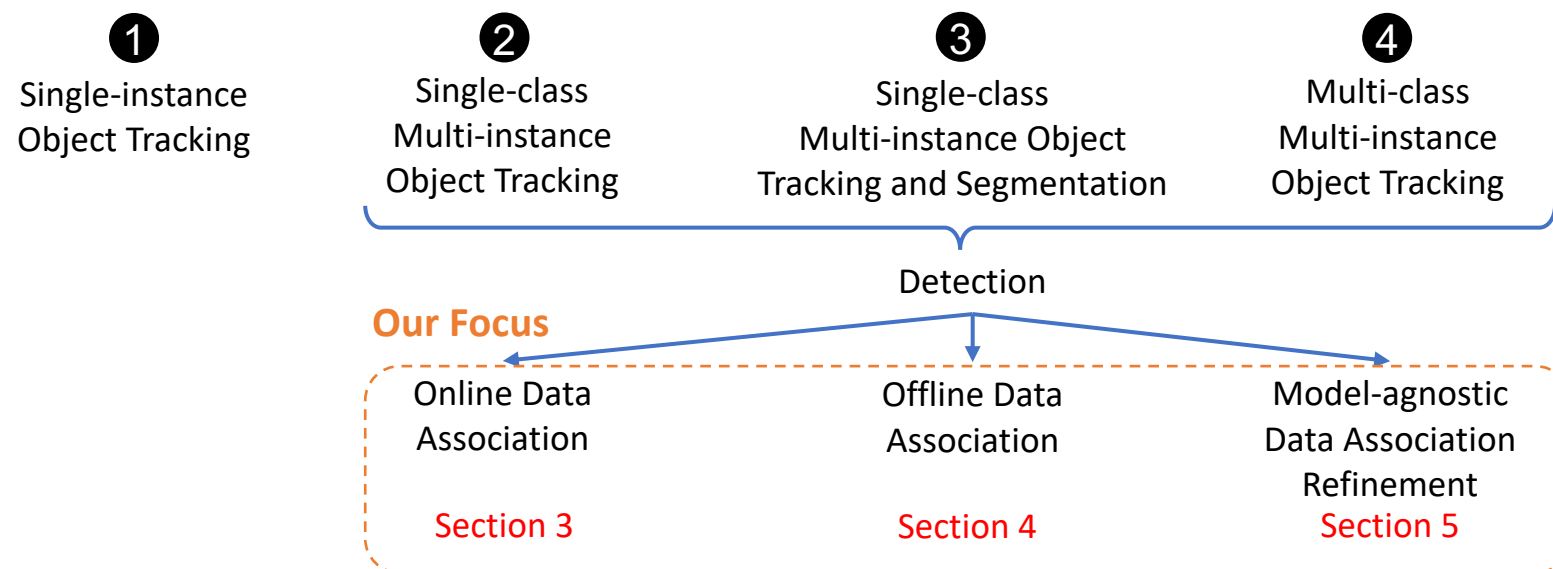 1
Single-instance
Object Tracking
2
Single-class
Multi-instance
Object Tracking
3
Single-class
Multi-instance Object
Tracking and Segmentation
4
Multi-class
Multi-instance
Object Tracking
Detection
Our Focus
Online Data
Association
Section 3
Offline Data
Association
Section 4
Model-agnostic
Data Association
Refinement
Section 5